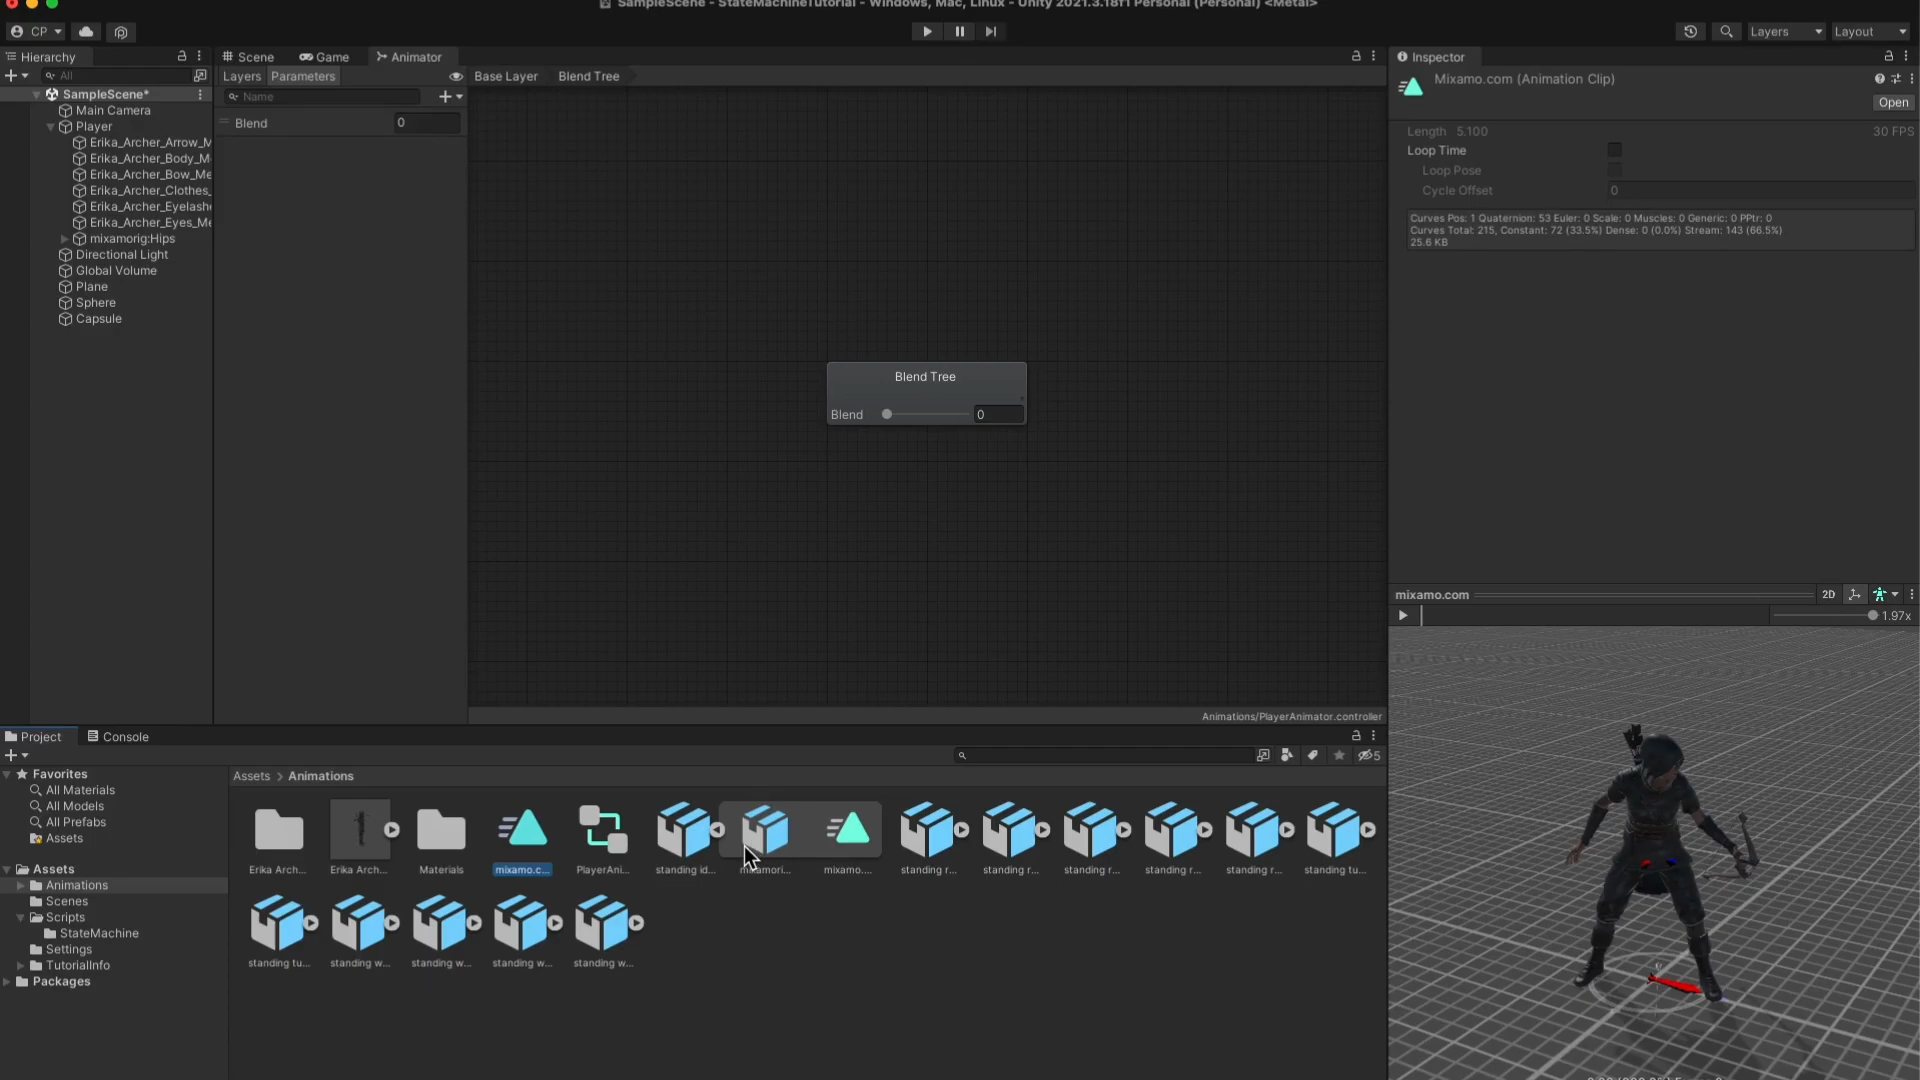 SampleScene - StateMachineTutorial - Windows, Mac, Linux - Unity 2021.3.18f1 Personal (Personal) <Metal>
CP
Layers
Layout
Hierarchy
All
SampleScene*
Main Camera
Player
Erika_Archer_Arrow_M
Erika_Archer_Body_M
Erika_Archer_Bow_Me
Erika_Archer_Clothes_
Erika_Archer_Eyelash
Erika_Archer_Eyes_Me
mixamorig:Hips
Directional Light
Global Volume
Plane
Sphere
Capsule
Scene
Game
Animator
Layers
Parameters
Name
Blend 0
Base Layer
Blend Tree
Blend Tree
Blend 0
Animations/PlayerAnimator.controller
Inspector
Mixamo.com (Animation Clip)
Open
Length 5.100 30 FPS
Loop Time
Loop Pose
Cycle Offset 0
Curves Pos: 1 Quaternion: 53 Euler: 0 Scale: 0 Muscles: 0 Generic: 0 PPtr: 0
Curves Total: 215, Constant: 72 (33.5%) Dense: 0 (0.0%) Stream: 143 (66.5%)
25.6 KB
mixamo.com
2D
1.97x
Project
Console
5
Favorites
All Materials
All Models
All Prefabs
Assets
Assets
Animations
Scenes
Scripts
StateMachine
Settings
TutorialInfo
Packages
Assets > Animations
Erika Arch...
Erika Arch...
Materials
mixamo.c...
PlayerAni...
standing id...
mixamori...
mixamo....
standing r...
standing r...
standing r...
standing r...
standing r...
standing tu...
standing tu...
standing w...
standing w...
standing w...
standing w...